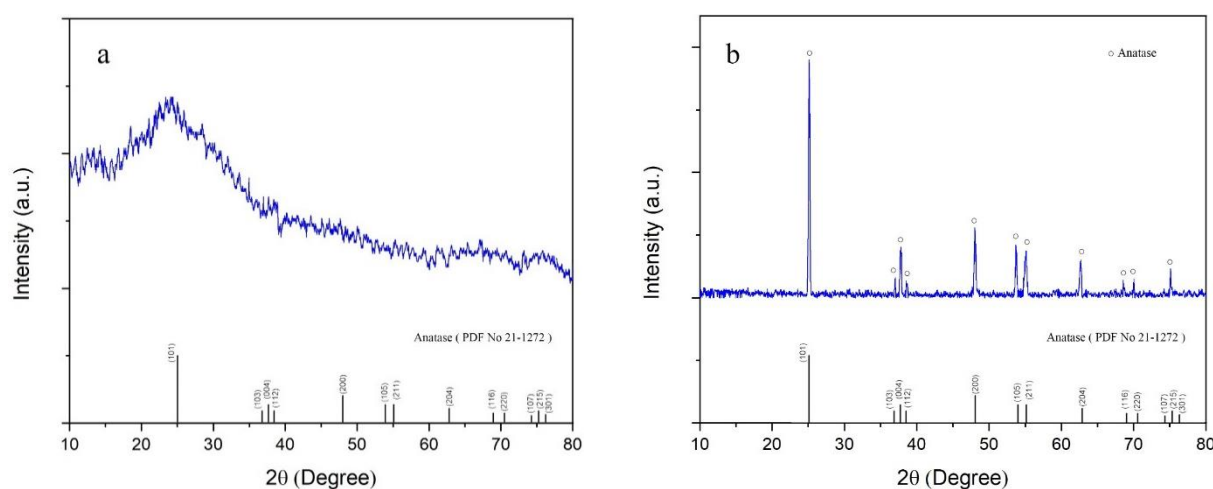 a
Intensity (a.u.)
Anatase ( PDF No 21-1272 )
(101)
(103)
(004)
(112)
(200)
(105)
(211)
(204)
(116)
(220)
(107)
(215)
(301)
10 20 30 40 50 60 70 80
2θ (Degree)
b
○ Anatase
Intensity (a.u.)
Anatase ( PDF No 21-1272 )
(101)
(103)
(004)
(112)
(200)
(105)
(211)
(204)
(116)
(220)
(107)
(215)
(301)
10 20 30 40 50 60 70 80
2θ (Degree)